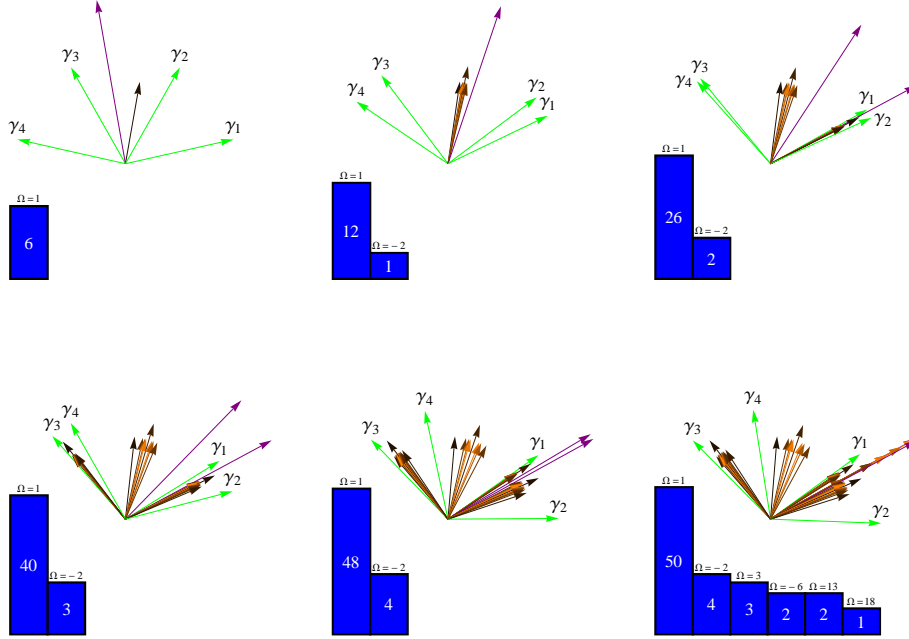 γ3 γ2
γ4 γ1
Ω = 1
6
γ3
γ4 γ2
γ1
Ω = 1
12
Ω = −2
1
γ3
γ4
γ1
γ2
Ω = 1
26
Ω = −2
2
γ4
γ3
γ1
γ2
Ω = 1
40
Ω = −2
3
γ4
γ3
γ1
γ2
Ω = 1
48
Ω = −2
4
γ4
γ3
γ1
γ2
Ω = 1
50
Ω = −2
4
Ω = 3
3
Ω = −6
2
Ω = 13
2
Ω = 18
1